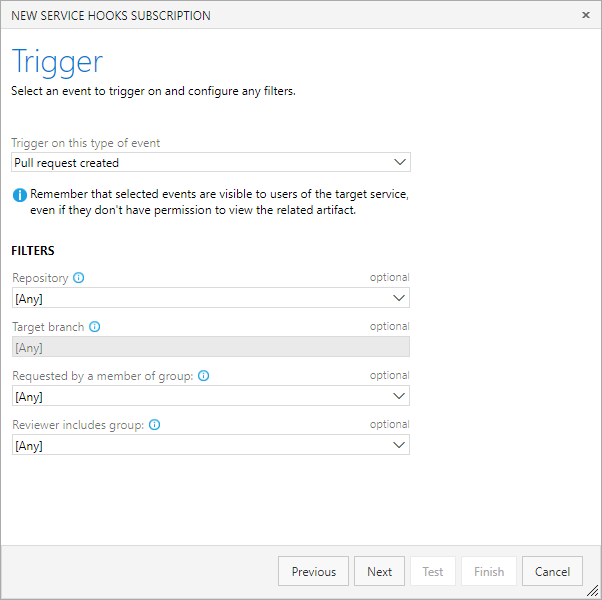 NEW SERVICE HOOKS SUBSCRIPTION
Trigger
Select an event to trigger on and configure any filters.
Trigger on this type of event
Pull request created
Remember that selected events are visible to users of the target service,
even if they don't have permission to view the related artifact.
FILTERS
Repository optional
[Any]
Target branch optional
[Any]
Requested by a member of group: optional
[Any]
Reviewer includes group: optional
[Any]
Previous Next Test Finish Cancel